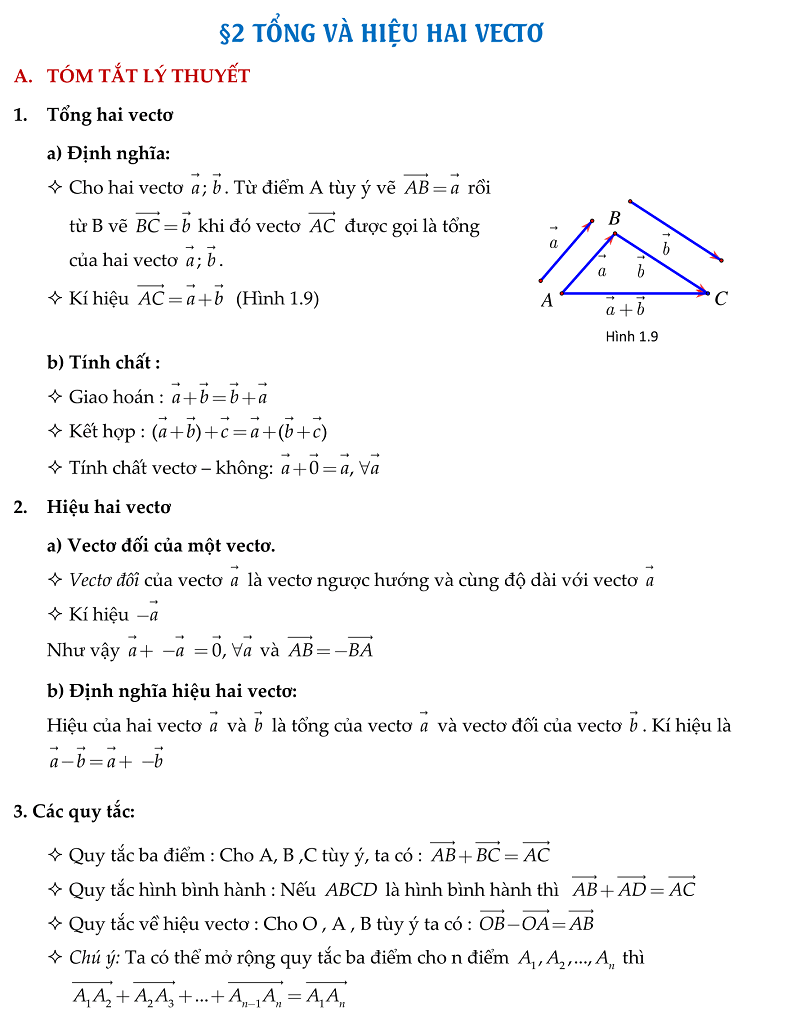 §2 TỔNG VÀ HIỆU HAI VECTƠ
A. TÓM TẮT LÝ THUYẾT
1. Tổng hai vectơ
a) Định nghĩa:
✧ Cho hai vectơ $\vec{a}; \vec{b}$. Từ điểm A tùy ý vẽ $\overrightarrow{AB} = \vec{a}$ rồi
từ B vẽ $\overrightarrow{BC} = \vec{b}$ khi đó vectơ $\overrightarrow{AC}$ được gọi là tổng
của hai vectơ $\vec{a}; \vec{b}$.
✧ Kí hiệu $\overrightarrow{AC} = \vec{a} + \vec{b}$ (Hình 1.9)
B
$\vec{a}$
$\vec{b}$
$\vec{a}$
$\vec{b}$
A
C
$\vec{a} + \vec{b}$
Hình 1.9
b) Tính chất :
✧ Giao hoán : $\vec{a} + \vec{b} = \vec{b} + \vec{a}$
✧ Kết hợp : $(\vec{a} + \vec{b}) + \vec{c} = \vec{a} + (\vec{b} + \vec{c})$
✧ Tính chất vectơ – không: $\vec{a} + \vec{0} = \vec{a}, \forall \vec{a}$
2. Hiệu hai vectơ
a) Vectơ đối của một vectơ.
✧ Vectơ đôi của vectơ $\vec{a}$ là vectơ ngược hướng và cùng độ dài với vectơ $\vec{a}$
✧ Kí hiệu $-\vec{a}$
Như vậy $\vec{a} + \ -\vec{a} \ = \vec{0}, \forall \vec{a}$ và $\overrightarrow{AB} = -\overrightarrow{BA}$
b) Định nghĩa hiệu hai vectơ:
Hiệu của hai vectơ $\vec{a}$ và $\vec{b}$ là tổng của vectơ $\vec{a}$ và vectơ đối của vectơ $\vec{b}$. Kí hiệu là
$\vec{a} - \vec{b} = \vec{a} + \ -\vec{b}$
3. Các quy tắc:
✧ Quy tắc ba điểm : Cho A, B ,C tùy ý, ta có : $\overrightarrow{AB} + \overrightarrow{BC} = \overrightarrow{AC}$
✧ Quy tắc hình bình hành : Nếu $ABCD$ là hình bình hành thì $\overrightarrow{AB} + \overrightarrow{AD} = \overrightarrow{AC}$
✧ Quy tắc về hiệu vectơ : Cho O , A , B tùy ý ta có : $\overrightarrow{OB} - \overrightarrow{OA} = \overrightarrow{AB}$
✧ Chú ý: Ta có thể mở rộng quy tắc ba điểm cho n điểm $A_1, A_2, ..., A_n$ thì
$\overrightarrow{A_1A_2} + \overrightarrow{A_2A_3} + ... + \overrightarrow{A_{n-1}A_n} = \overrightarrow{A_1A_n}$